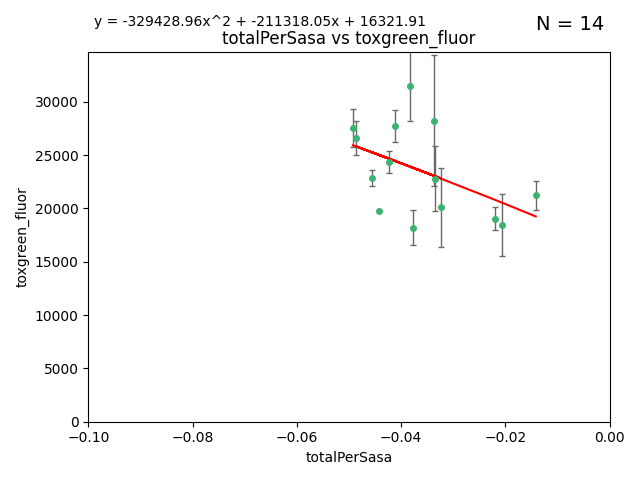 y = -329428.96x^2 + -211318.05x + 16321.91
N = 14
totalPerSasa vs toxgreen_fluor
30000
25000
20000
15000
10000
5000
0
toxgreen_fluor
−0.10
−0.08
−0.06
−0.04
−0.02
0.00
totalPerSasa